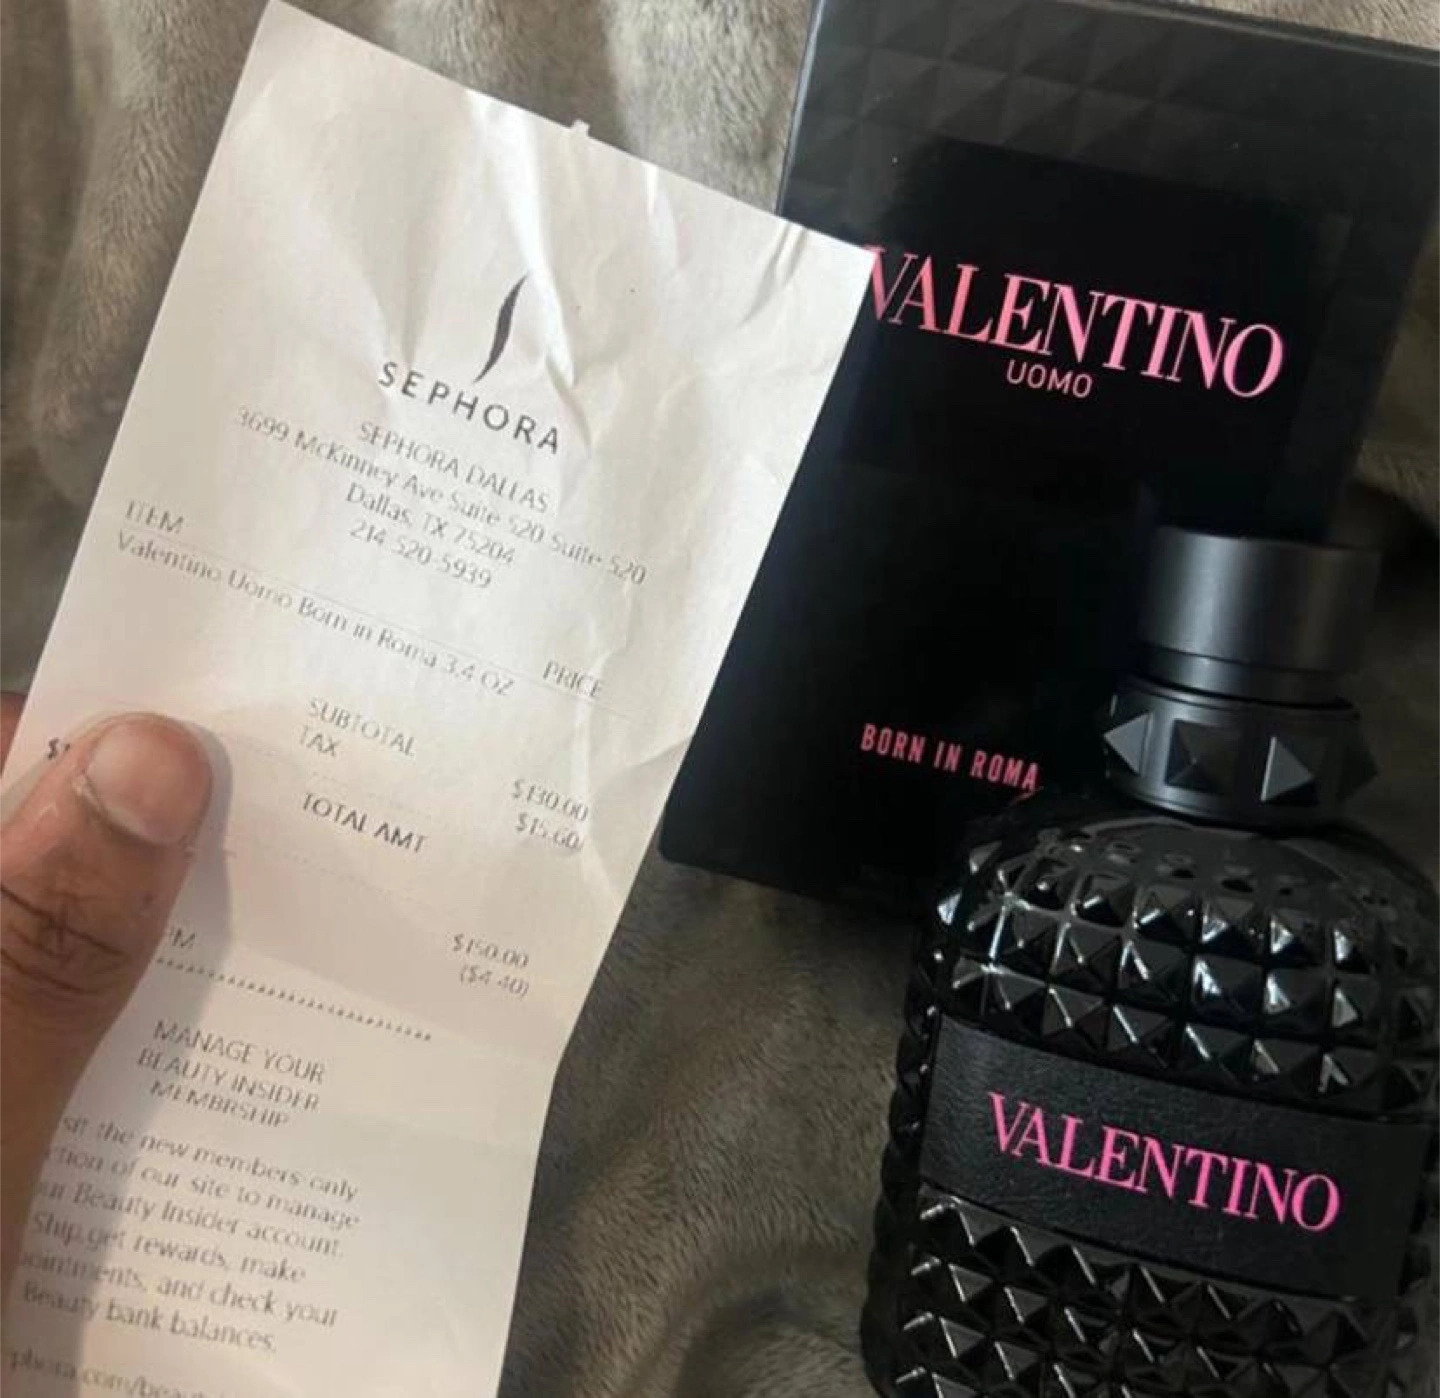 SEPHORA
SEPHORA DALLAS
3699 McKinney Ave Suite 520 Suite 520
Dallas, TX 75204
214 520 5939
ITEM
PRICE
Valentino Uomo Born in Roma 3.4 OZ
SUBTOTAL
$130.00
TAX
$15.60
TOTAL AMT
$150.00
($4.40)
MANAGE YOUR
BEAUTY INSIDER
MEMBRSHIP
the new members only
of our site to manage
Beauty Insider account.
Ship,get rewards, make
and check your
Beauty bank balances.
VALENTINO
UOMO
BORN IN ROMA
VALENTINO